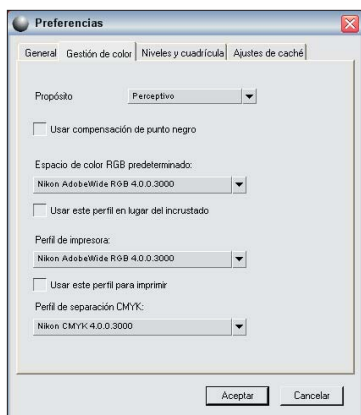 Preferencias
General Gestión de color Niveles y cuadrícula Ajustes de caché
Propósito Perceptivo
Usar compensación de punto negro
Espacio de color RGB predeterminado:
Nikon AdobeWide RGB 4.0.0.3000
Usar este perfil en lugar del incrustado
Perfil de impresora:
Nikon AdobeWide RGB 4.0.0.3000
Usar este perfil para imprimir
Perfil de separación CMYK:
Nikon CMYK 4.0.0.3000
Aceptar Cancelar